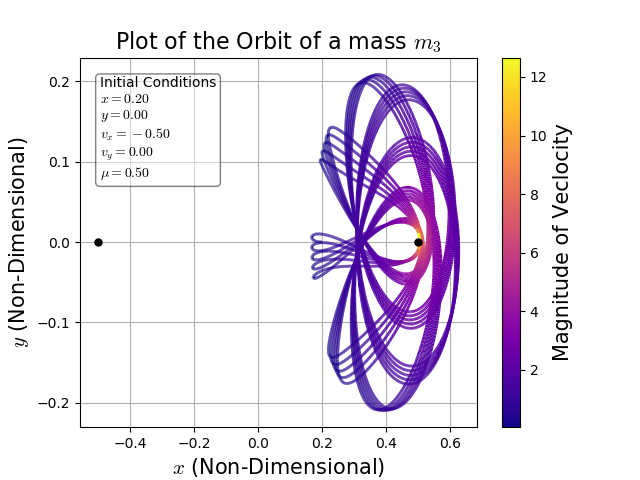 Plot of the Orbit of a mass m₃
Initial Conditions
x = 0.20
y = 0.00
vₓ = −0.50
v_y = 0.00
μ = 0.50
0.2
0.1
0.0
−0.1
−0.2
y (Non-Dimensional)
−0.4
−0.2
0.0
0.2
0.4
0.6
x (Non-Dimensional)
12
10
8
6
4
2
Magnitude of Veclocity